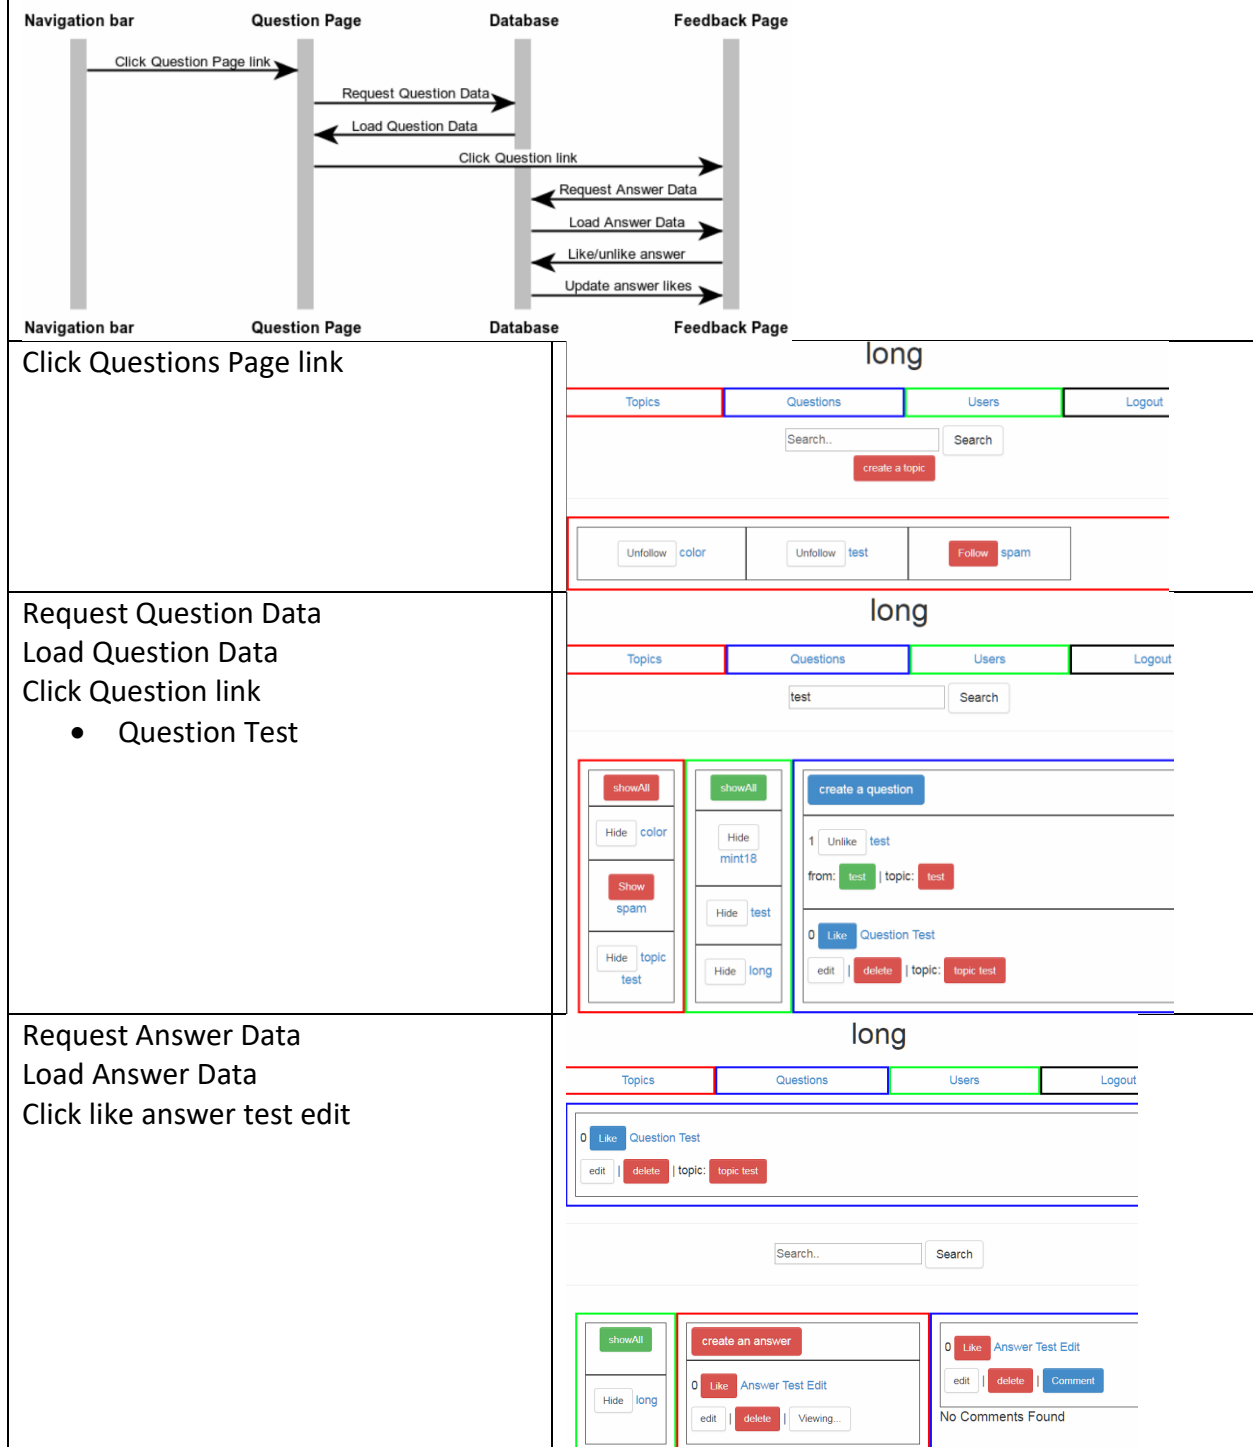 Navigation bar Question Page Database Feedback Page
Click Question Page link
Request Question Data
Load Question Data
Click Question link
Request Answer Data
Load Answer Data
Like/unlike answer
Update answer likes
Navigation bar Question Page Database Feedback Page
Click Questions Page link
long
Topics Questions Users Logout
Search.. Search
create a topic
Unfollow color Unfollow test Follow spam
Request Question Data
Load Question Data
Click Question link
• Question Test
long
Topics Questions Users Logout
test Search
showAll
Hide color
Show
spam
Hide topic
test
showAll
Hide
mint18
Hide test
Hide long
create a question
1 Unlike test
from: test | topic: test
0 Like Question Test
edit | delete | topic: topic test
Request Answer Data
Load Answer Data
Click like answer test edit
long
Topics Questions Users Logout
0 Like Question Test
edit | delete | topic: topic test
Search.. Search
showAll
Hide long
create an answer
0 Like Answer Test Edit
edit | delete | Viewing...
0 Like Answer Test Edit
edit | delete | Comment
No Comments Found